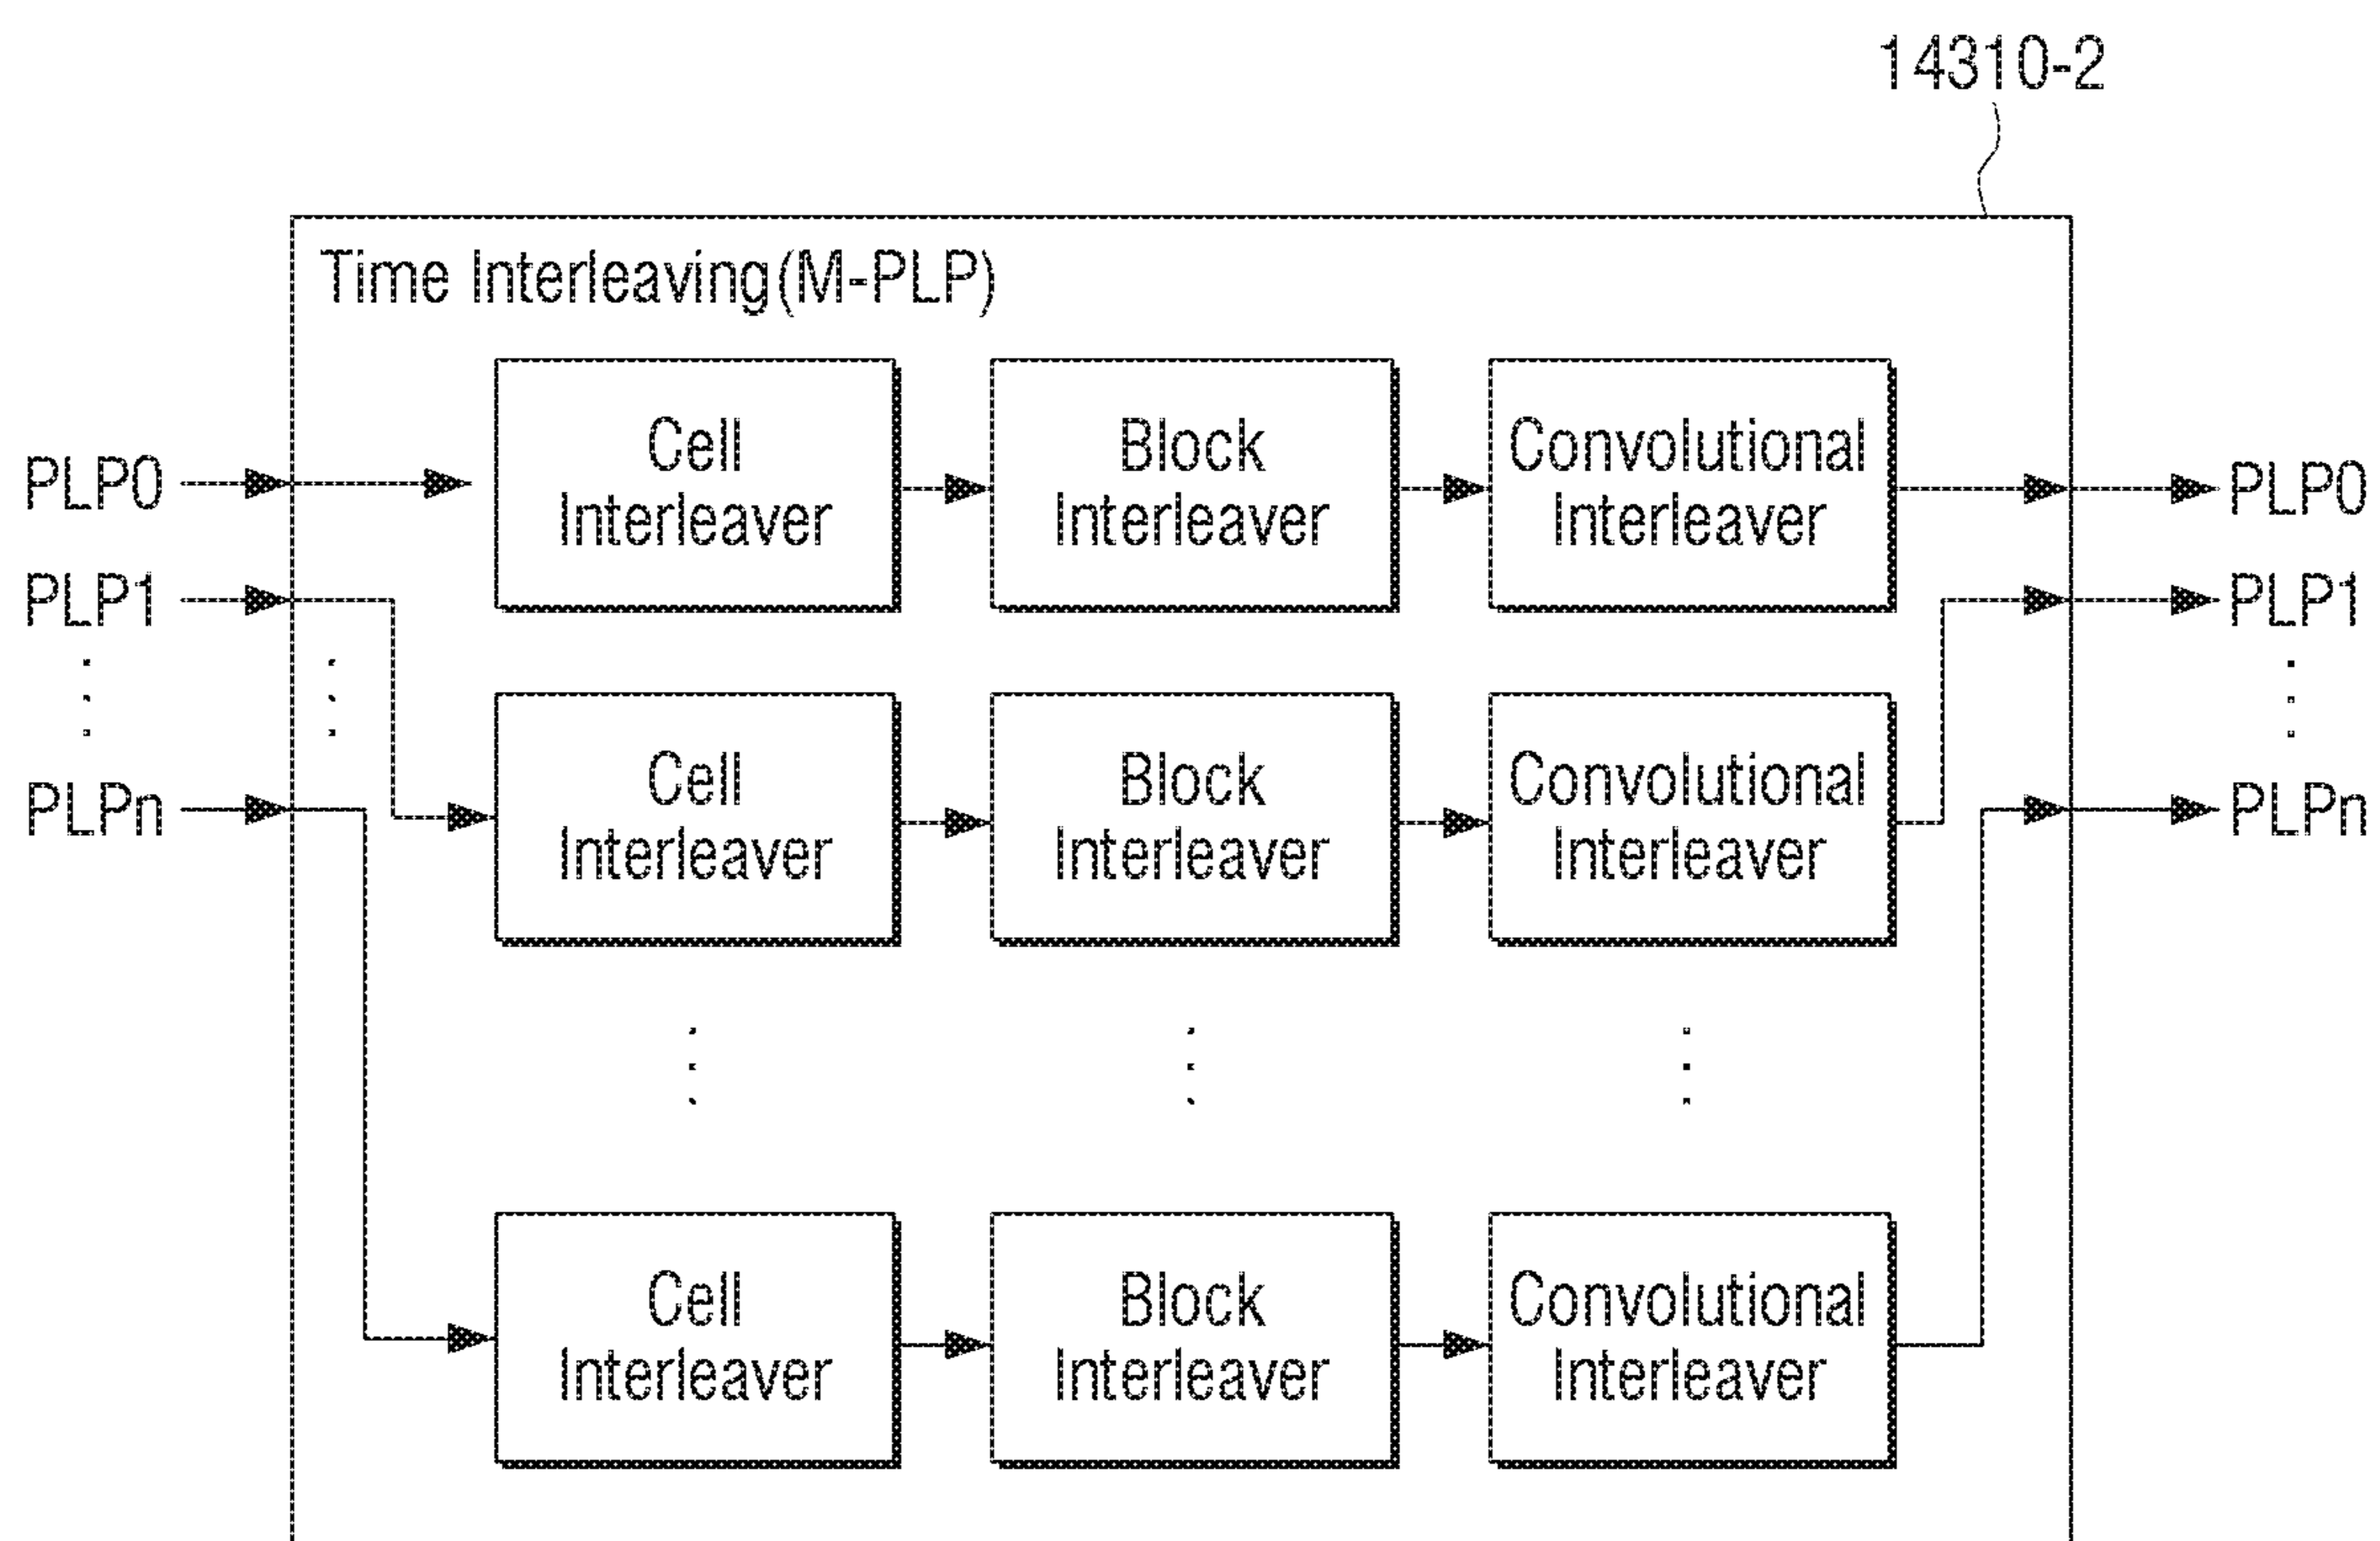 14310-2
Time Interleaving(M-PLP)
Cell
Interleaver
Block
Interleaver
Convolutional
Interleaver
PLP0
PLP0
PLP1
PLP1
Cell
Interleaver
Block
Interleaver
Convolutional
Interleaver
PLPn
PLPn
Cell
Interleaver
Block
Interleaver
Convolutional
Interleaver